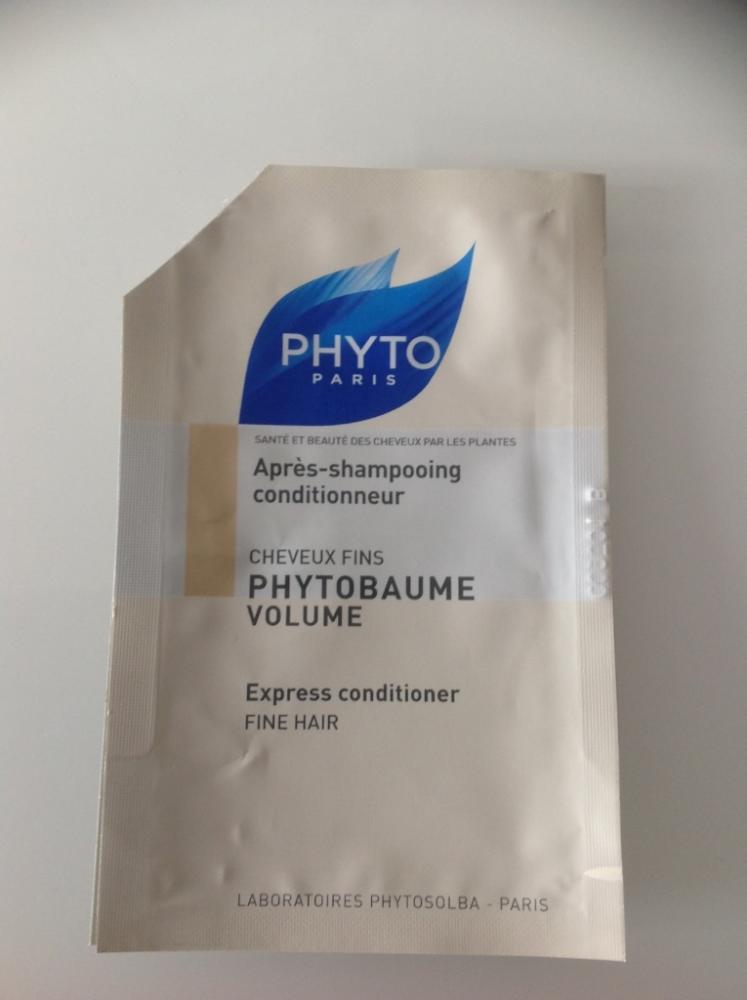 PHYTO
PARIS
SANTÉ ET BEAUTÉ DES CHEVEUX PAR LES PLANTES
Après-shampooing
conditionneur
CHEVEUX FINS
PHYTOBAUME
VOLUME
Express conditioner
FINE HAIR
LABORATOIRES PHYTOSOLBA - PARIS